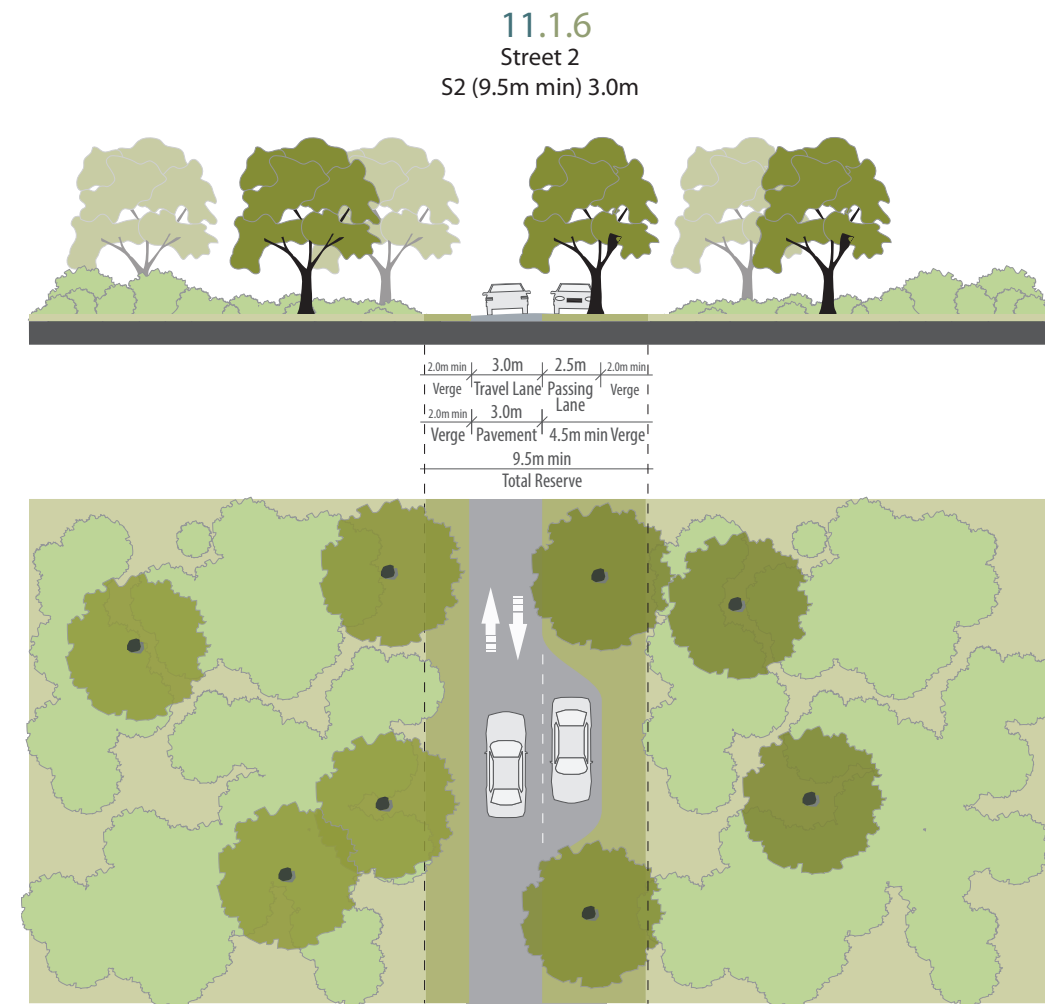 11.1.6
Street 2
S2 (9.5m min) 3.0m
2.0m min 3.0m 2.5m 2.0m min
Verge Travel Lane Passing Verge
Lane
2.0m min 3.0m
Verge Pavement 4.5m min Verge
9.5m min
Total Reserve